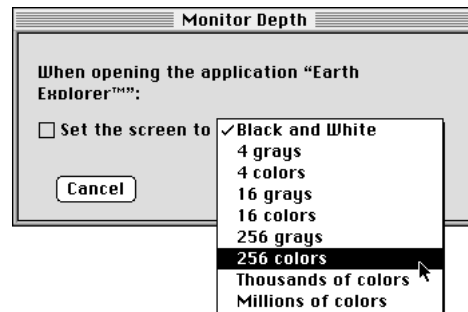 Monitor Depth
When opening the application “Earth
Explorer™”:
Set the screen to ✓Black and White
4 grays
4 colors
16 grays
16 colors
256 grays
256 colors
Thousands of colors
Millions of colors
Cancel